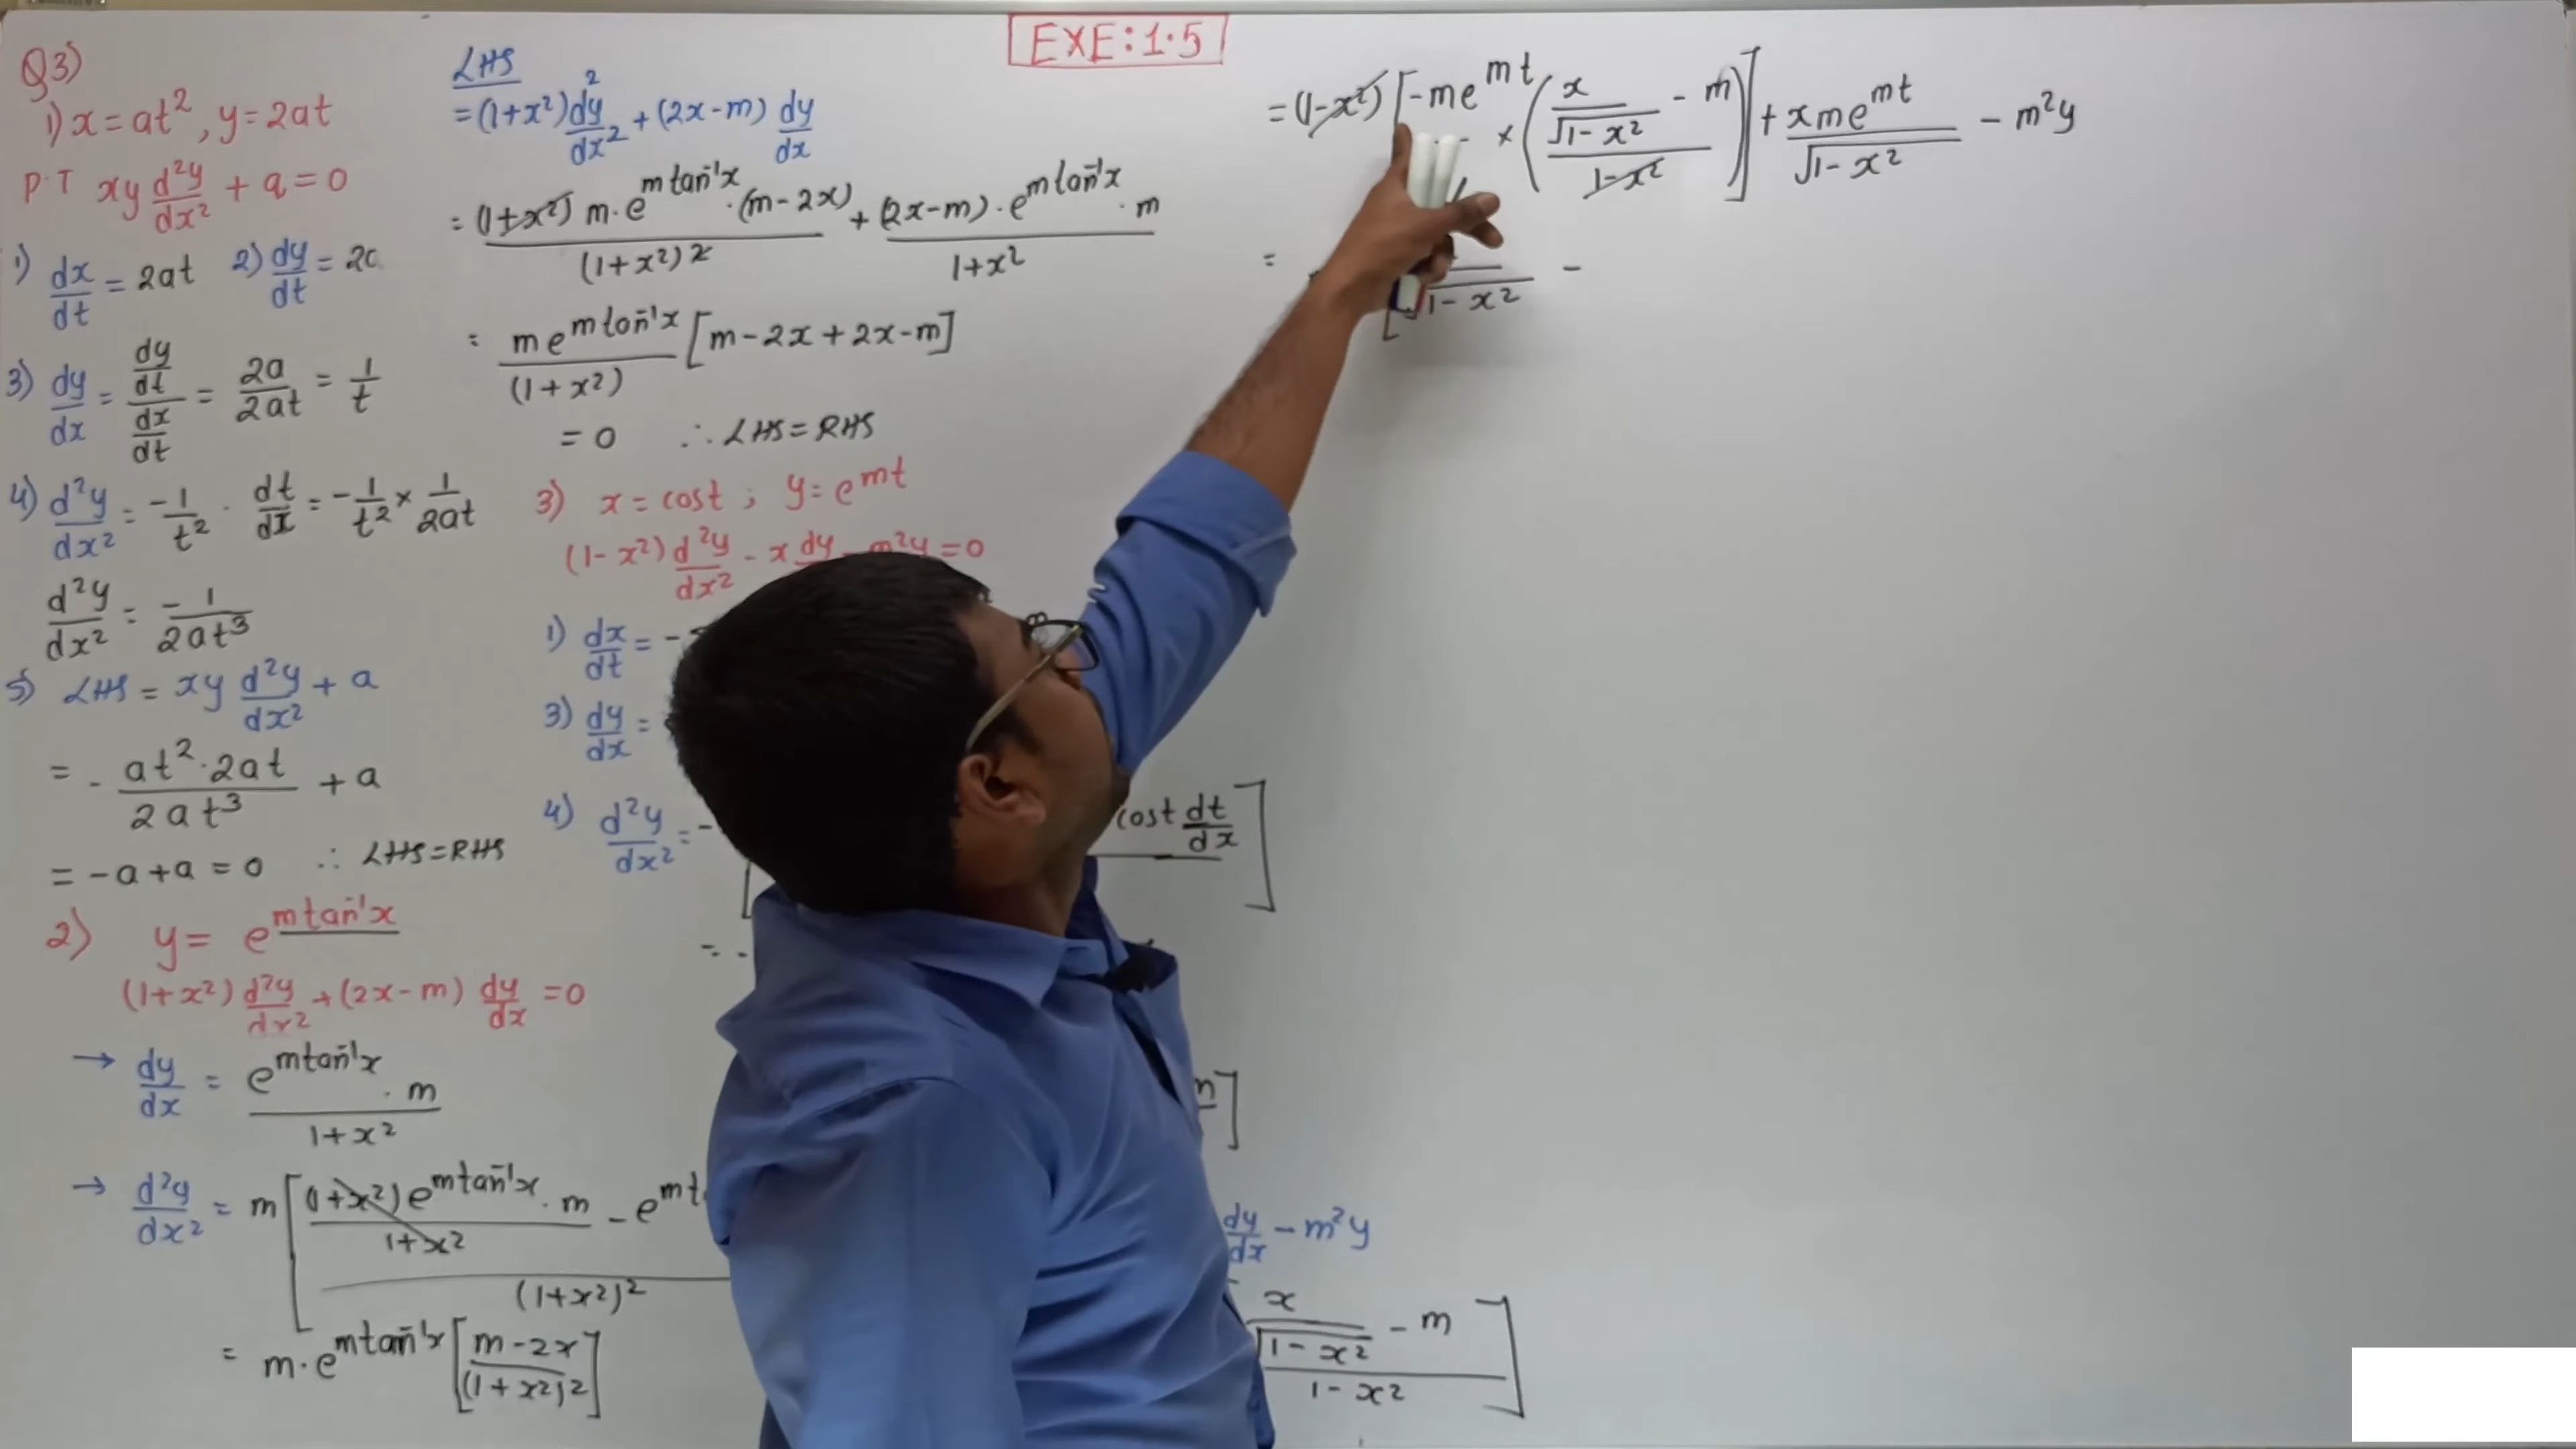 EXE:1.5
Q3)
1) x = at², y = 2at
P.T xy d²y/dx² + a = 0
1) dx/dt = 2at 2) dy/dt = 2a
3) dy/dx = (dy/dt)/(dx/dt) = 2a/2at = 1/t
4) d²y/dx² = -1/t² · dt/dx = -1/t² × 1/2at
d²y/dx² = -1/2at³
5) LHS = xy d²y/dx² + a
= - at²·2at/2at³ + a
= -a+a = 0 ∴ LHS=RHS
2) y = e^(mtan⁻¹x)
(1+x²) d²y/dx² + (2x-m) dy/dx = 0
→ dy/dx = e^(mtan⁻¹x) · m/1+x²
→ d²y/dx² = m[(1+x²)e^(mtan⁻¹x) · m/1+x² - e^mt
(1+x²)²
= m·e^(mtan⁻¹x) [m-2x/(1+x²)²]
LHS
= (1+x²) d²y/dx² + (2x-m) dy/dx
= (1+x²) m·e^(mtan⁻¹x)·(m-2x)/(1+x²)² + (2x-m)·e^(mtan⁻¹x)·m/1+x²
= me^(mtan⁻¹x)/(1+x²) [m-2x+2x-m]
= 0 ∴ LHS=RHS
3) x = cost ; y = e^mt
(1-x²) d²y/dx² - x dy - m²y = 0
1) dx/dt = -
3) dy/dx =
4) d²y/dx² = - cost dt/dx ]
= -
]
dy/dx - m²y
x/√1-x² - m
1-x² ]
= (1-x²) [-me^mt × (x/√1-x² - m / 1-x²)] + xme^mt/√1-x² - m²y
= [ 1-x² -